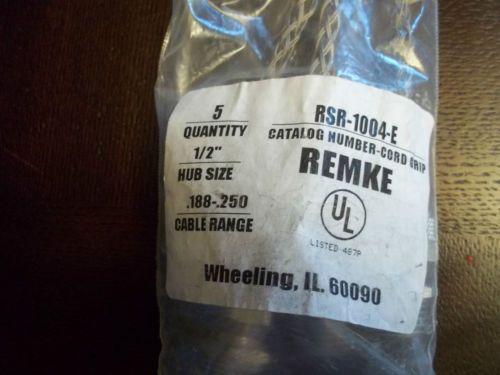 5
QUANTITY
1/2"
HUB SIZE
.188-.250
CABLE RANGE
RSR-1004-E
CATALOG NUMBER-CORD GRIP
REMKE
UL
LISTED-487P
Wheeling, IL. 60090